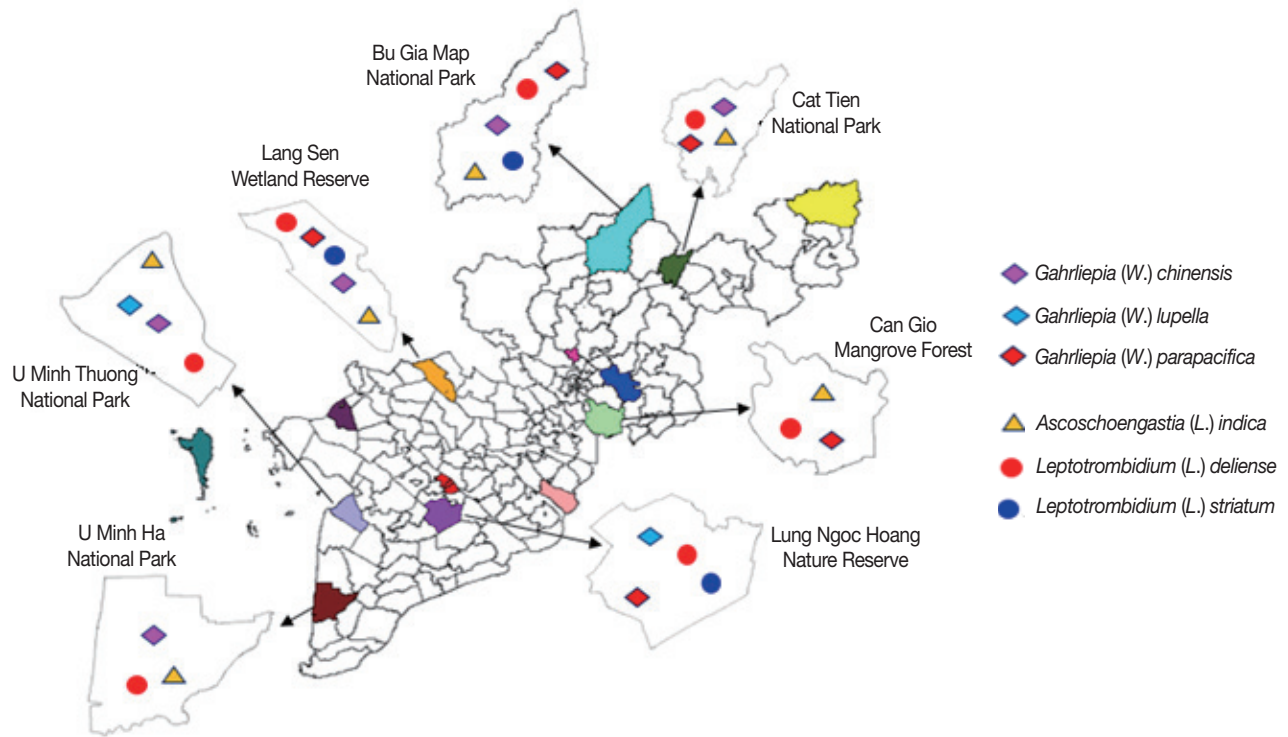 Bu Gia Map
National Park
Cat Tien
National Park
Lang Sen
Wetland Reserve
U Minh Thuong
National Park
Can Gio
Mangrove Forest
U Minh Ha
National Park
Lung Ngoc Hoang
Nature Reserve
Gahrliepia (W.) chinensis
Gahrliepia (W.) lupella
Gahrliepia (W.) parapacifica
Ascoschoengastia (L.) indica
Leptotrombidium (L.) deliense
Leptotrombidium (L.) striatum